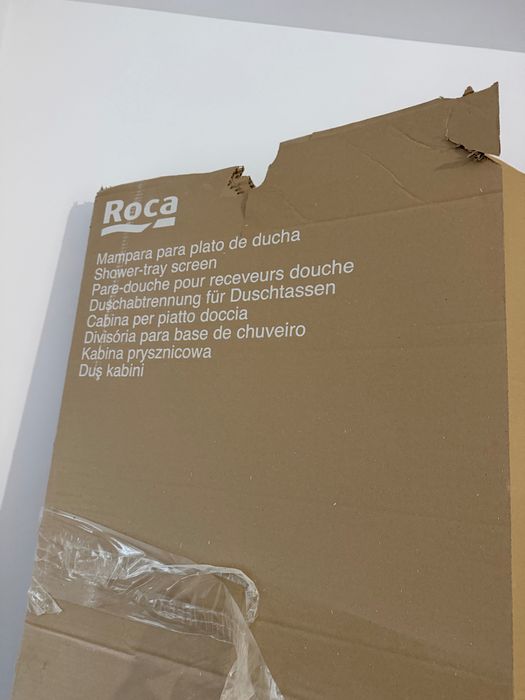 Roca
Mampara para plato de ducha
Shower-tray screen
Pare-douche pour receveurs douche
Duschabtrennung für Duschtassen
Cabina per piatto doccia
Divisória para base de chuveiro
Kabina prysznicowa
Duş kabini